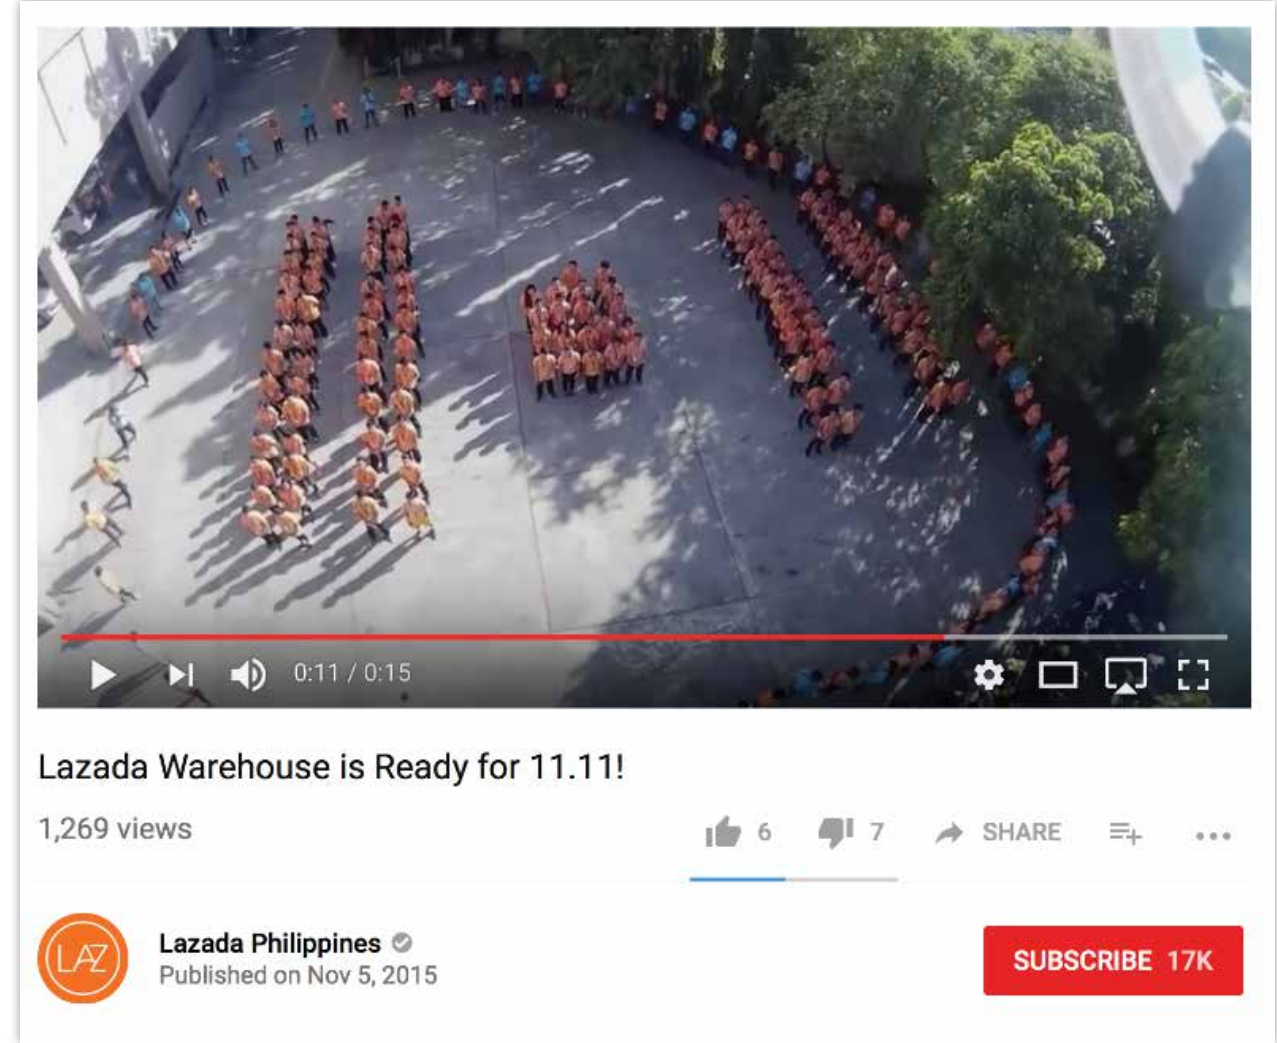 0:11 / 0:15
Lazada Warehouse is Ready for 11.11!
1,269 views
6 7 SHARE
LAZ
Lazada Philippines
Published on Nov 5, 2015
SUBSCRIBE 17K